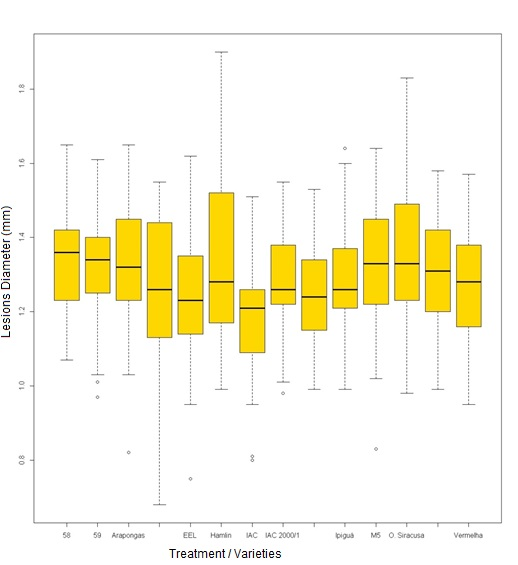 Lesions Diameter (mm)
1.8
1.6
1.4
1.2
1.0
0.8
58 59 Arapongas EEL Hamlin IAC IAC 2000/1 Ipiguá M5 O. Siracusa Vermelha
Treatment / Varieties